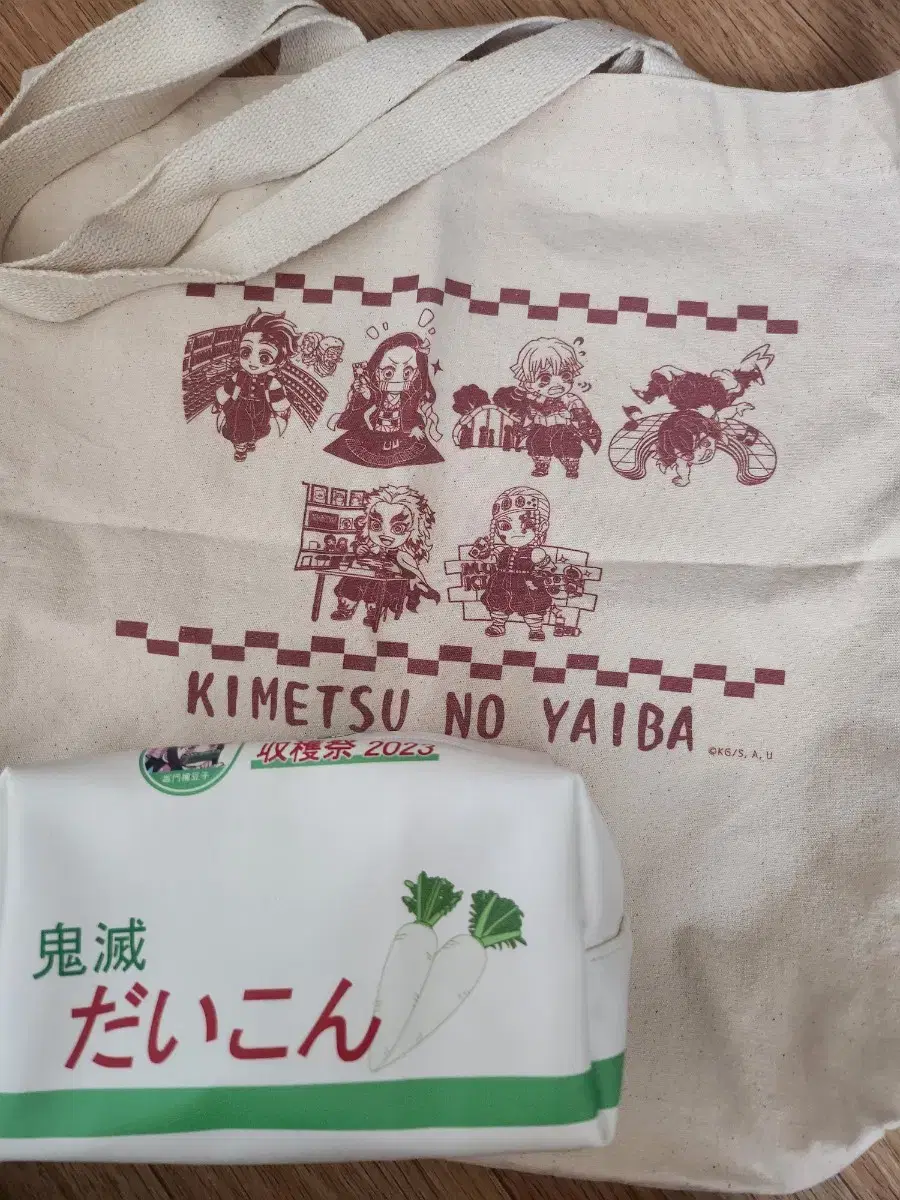 KIMETSU NO YAIBA
©KG/S, A, U
収穫祭 2023
鬼滅
だいこん